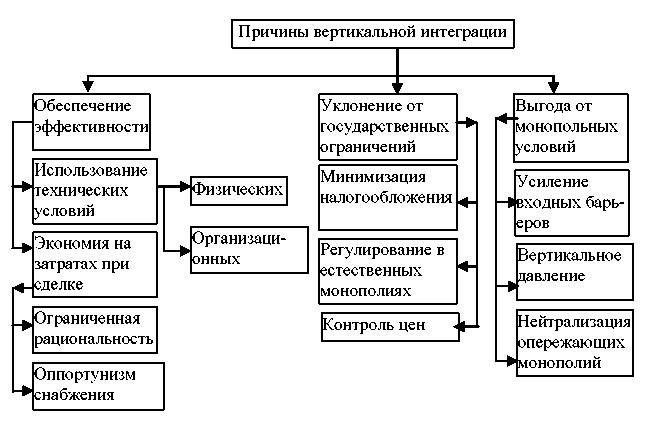 Причины вертикальной интеграции
Обеспечение
эффективности
Использование
технических
условий
Физических
Организаци-
онных
Экономия на
затратах при
сделке
Ограниченная
рациональность
Оппортунизм
снабжения
Уклонение от
государственных
ограничений
Минимизация
налогообложения
Регулирование в
естественных
монополиях
Контроль цен
Выгода от
монопольных
условий
Усиление
входных барь-
еров
Вертикальное
давление
Нейтрализация
опережающих
монополий